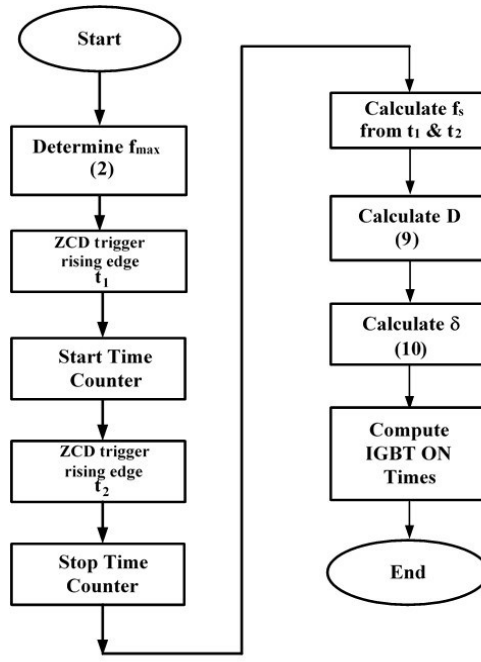 Start
Determine fmax
(2)
ZCD trigger
rising edge
t1
Start Time
Counter
ZCD trigger
rising edge
t2
Stop Time
Counter
Calculate fs
from t1 & t2
Calculate D
(9)
Calculate δ
(10)
Compute
IGBT ON
Times
End